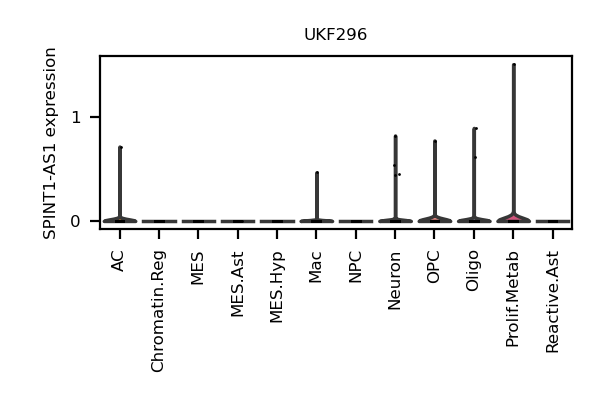 UKF296
SPINT1-AS1 expression
1
0
AC
Chromatin.Reg
MES
MES.Ast
MES.Hyp
Mac
NPC
Neuron
OPC
Oligo
Prolif.Metab
Reactive.Ast